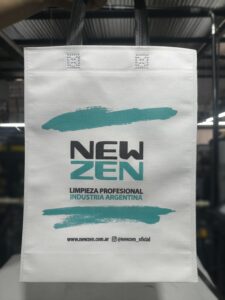 NEW
ZEN
LIMPIEZA PROFESIONAL
INDUSTRIA ARGENTINA
www.newzen.com.ar @newzen_oficial